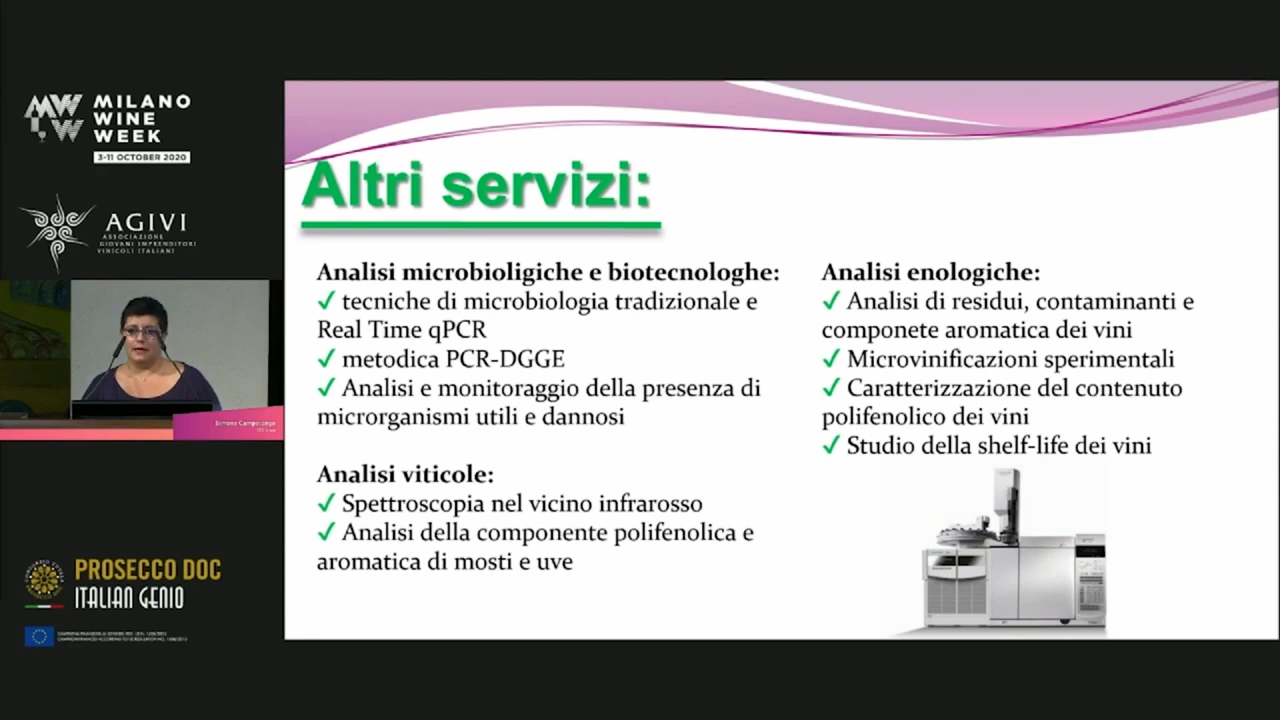 MWW
MILANO
WINE
WEEK
3-11 OCTOBER 2020
AGIVI
ASSOCIAZIONE
GIOVANI IMPRENDITORI
VINICOLI ITALIANI
PROSECCO DOC
ITALIAN GENIO
Altri servizi:
Analisi microbioligiche e biotecnologhe:
✓ tecniche di microbiologia tradizionale e
Real Time qPCR
✓ metodica PCR-DGGE
✓ Analisi e monitoraggio della presenza di
microrganismi utili e dannosi
Analisi viticole:
✓ Spettroscopia nel vicino infrarosso
✓ Analisi della componente polifenolica e
aromatica di mosti e uve
Analisi enologiche:
✓ Analisi di residui, contaminanti e
componete aromatica dei vini
✓ Microvinificazioni sperimentali
✓ Caratterizzazione del contenuto
polifenolico dei vini
✓ Studio della shelf-life dei vini